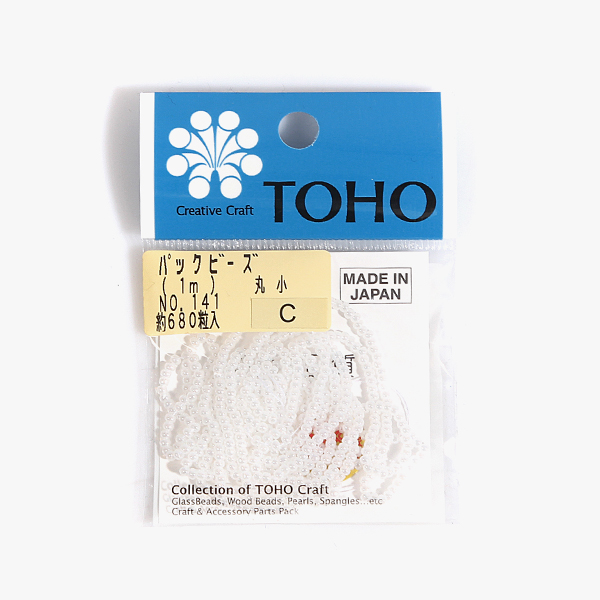 Creative Craft
TOHO
パックビーズ
(1m) 丸小
NO.141
約680粒入
C
MADE IN
JAPAN
Collection of TOHO Craft
GlassBeads, Wood Beads, Pearls, Spangles...etc
Craft & Accessory Parts Pack